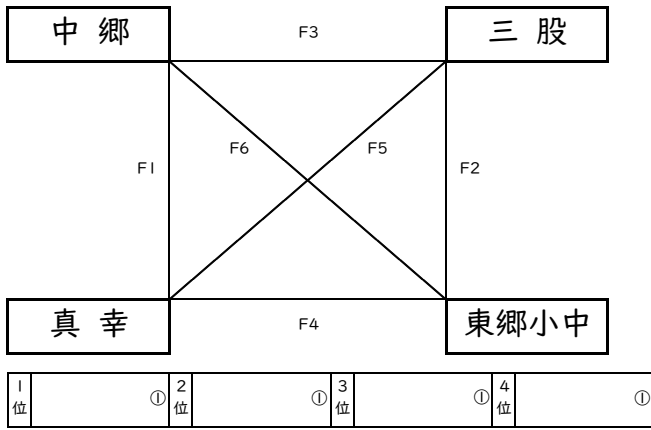 中郷
F3
三股
F6
F5
F1
F2
真幸
F4
東郷小中
1位 ① 2位 ① 3位 ① 4位 ①